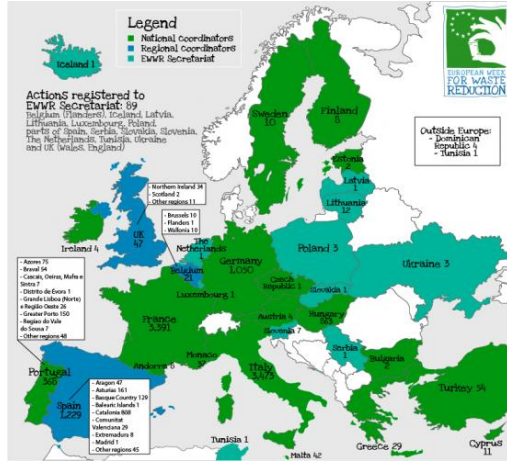 Legend
National Coordinators
Regional Coordinators
EWWR Secretariat
EUROPEAN WEEK
FOR WASTE
REDUCTION
Iceland 1
Actions registered to
EWWR Secretariat: 89
Belgium (Flanders), Iceland, Latvia,
Lithuania, Luxembourg, Poland,
parts of Spain, Serbia, Slovakia, Slovenia,
The Netherlands, Tunisia, Ukraine
and UK (Wales, England)
Sweden
10
Finland
Outside Europe:
- Dominican
Republic 4
- Tunisia 1
Estonia
2
Latvia
1
Lithuania
12
- Northern Ireland 34
- Scotland 2
- Other regions 11
UK
47
Ireland 4
- Brussels 10
- Flanders 1
- Wallonia 10
The
Netherlands
1
Belgium
21
Germany
1,050
Poland 3
Ukraine 3
Luxembourg 1
Czech
Republic 1
Slovakia 1
- Azores 75
- Braval 54
- Cascais, Oeiras, Mafra e
Sintra 7
- Distrito de Évora 1
- Grande Lisboa (Norte)
e Região Oeste 26
- Greater Porto 150
- Regiao do Vale
do Sousa 7
- Other regions 48
France
3,391
Austria 4
Hungary
Slovenia 7
Serbia
1
Bulgaria
2
Andorra
Monaco
Italy
3,473
Portugal
368
Spain
1,229
- Aragon 47
- Asturias 161
- Basque Country 129
- Balearic Islands 1
- Catalonia 808
- Comunitat
Valenciana 29
- Extremadura 8
- Madrid 1
- Other regions 45
Turkey 54
Tunisia 1
Malta 42
Greece 29
Cyprus
11